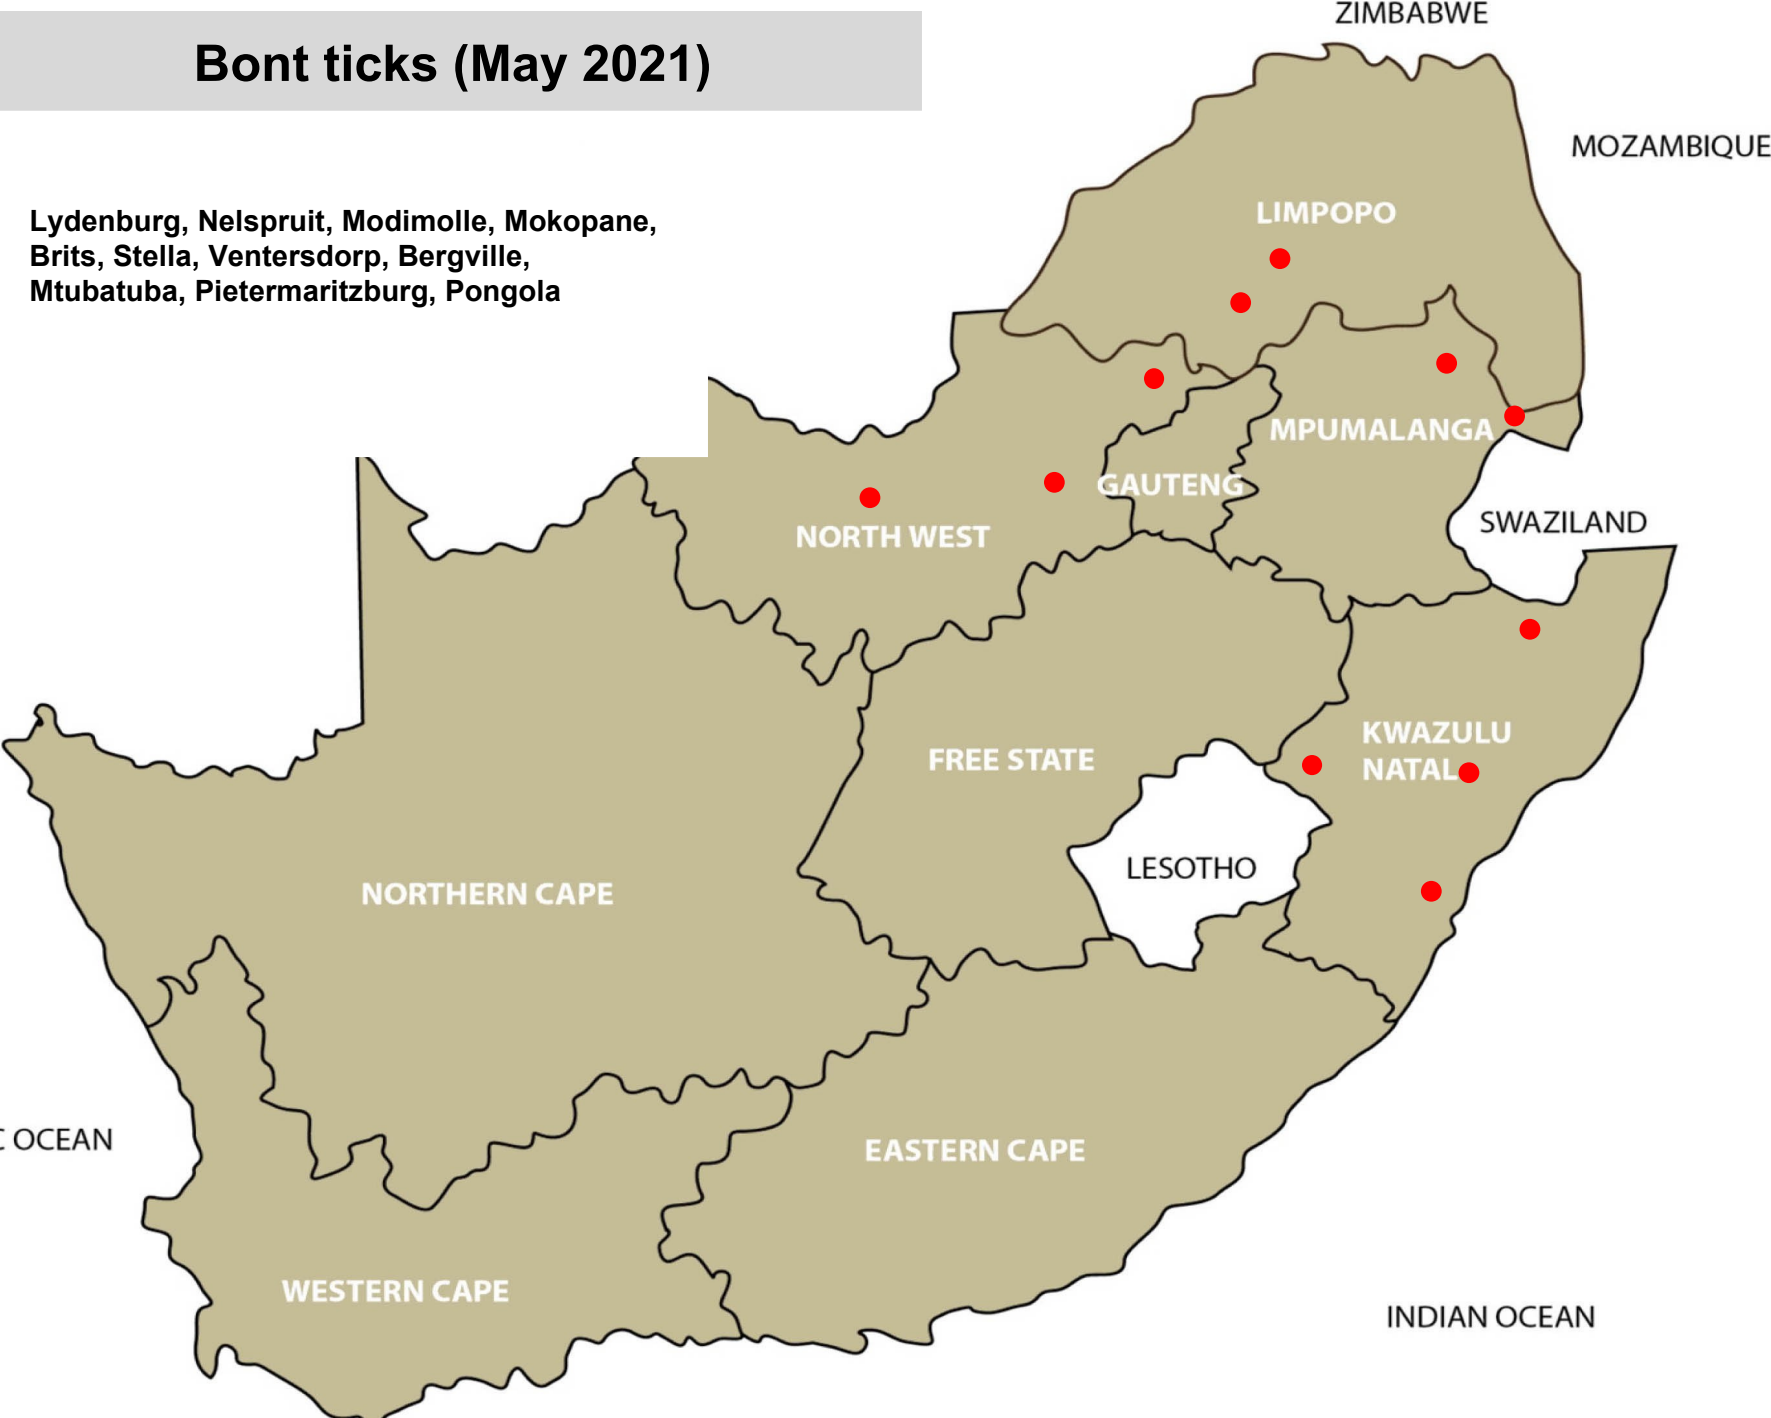 Bont ticks (May 2021)
ZIMBABWE
MOZAMBIQUE
Lydenburg, Nelspruit, Modimolle, Mokopane,
Brits, Stella, Ventersdorp, Bergville,
Mtubatuba, Pietermaritzburg, Pongola
LIMPOPO
MPUMALANGA
GAUTENG
NORTH WEST
SWAZILAND
KWAZULU
NATAL
FREE STATE
LESOTHO
NORTHERN CAPE
C OCEAN
EASTERN CAPE
WESTERN CAPE
INDIAN OCEAN